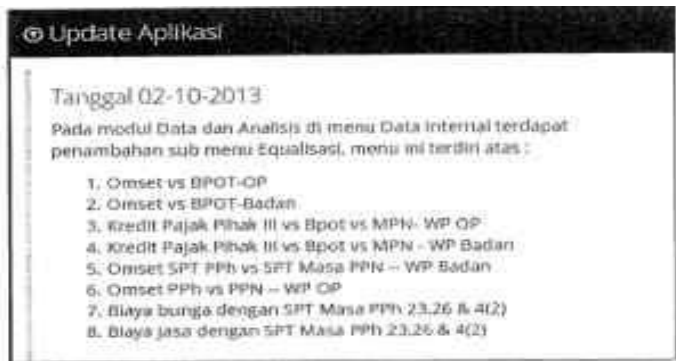 Update Aplikasi
Tanggal 02-10-2013
Pada modul Data dan Analisis di menu Data Internal terdapat
penambahan sub menu Equalisasi, menu ini terdiri atas :
1. Omset vs BPOT-OP
2. Omset vs BPOT-Badan
3. Kredit Pajak Pihak III vs Bpot vs MPN- WP OP
4. Kredit Pajak Pihak III vs Bpot vs MPN - WP Badan
5. Omset SPT PPh vs SPT Masa PPN -- WP Badan
6. Omset PPh vs PPN -- WP OP
7. Biaya bunga dengan SPT Masa PPh 23,26 & 4(2)
8. Biaya jasa dengan SPT Masa PPh 23,26 & 4(2)